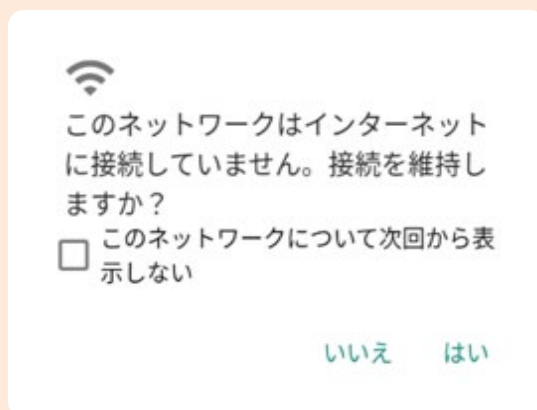 このネットワークはインターネット
に接続していません。接続を維持し
ますか？
このネットワークについて次回から表
示しない
いいえ
はい